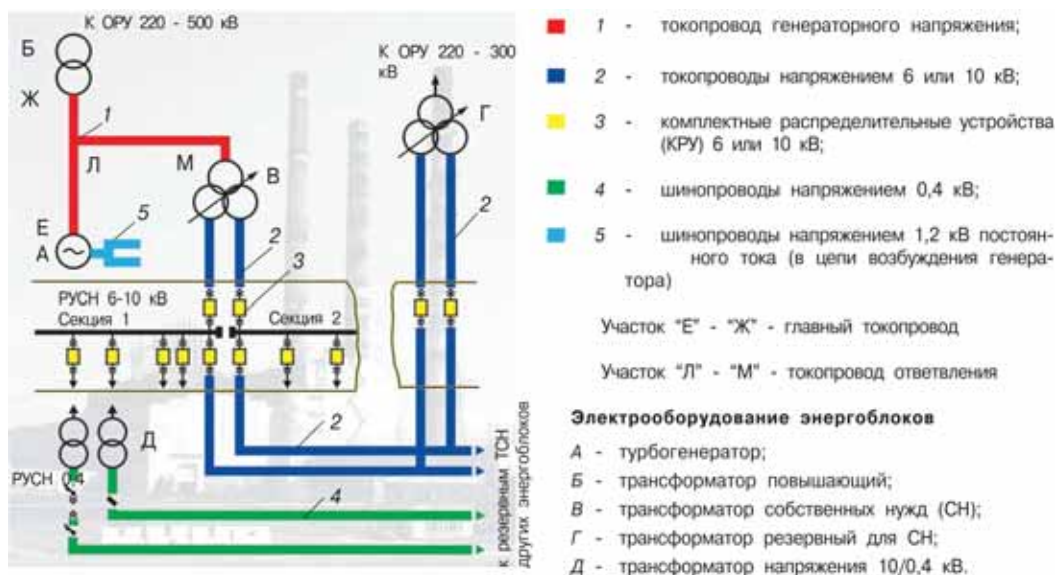 К ОРУ 220 - 500 кВ
Б
Ж
1
Л
М
В
Е
А
5
2
3
К ОРУ 220 - 300
кВ
Г
2
РУСН 6-10 кВ
Секция 1
Секция 2
Д
РУСН 0,4
2
4
к резервным ТСН
других энергоблоков
1 - токопровод генераторного напряжения;
2 - токопроводы напряжением 6 или 10 кВ;
3 - комплектные распределительные устройства
(КРУ) 6 или 10 кВ;
4 - шинопроводы напряжением 0,4 кВ;
5 - шинопроводы напряжением 1,2 кВ постоян-
ного тока (в цепи возбуждения генера-
тора)
Участок "Е" - "Ж" - главный токопровод
Участок "Л" - "М" - токопровод ответвления
Электрооборудование энергоблоков
А - турбогенератор;
Б - трансформатор повышающий;
В - трансформатор собственных нужд (СН);
Г - трансформатор резервный для СН;
Д - трансформатор напряжения 10/0,4 кВ.